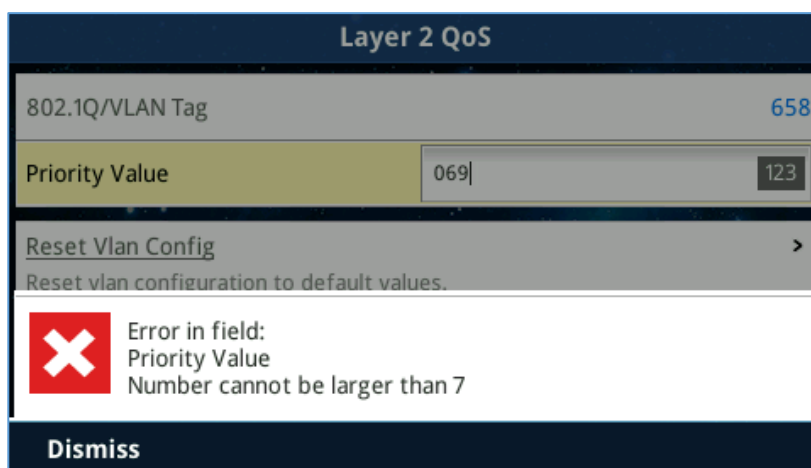 Layer 2 QoS
802.1Q/VLAN Tag 658
Priority Value 069 123
Reset Vlan Config >
Reset vlan configuration to default values.
Error in field:
Priority Value
Number cannot be larger than 7
Dismiss